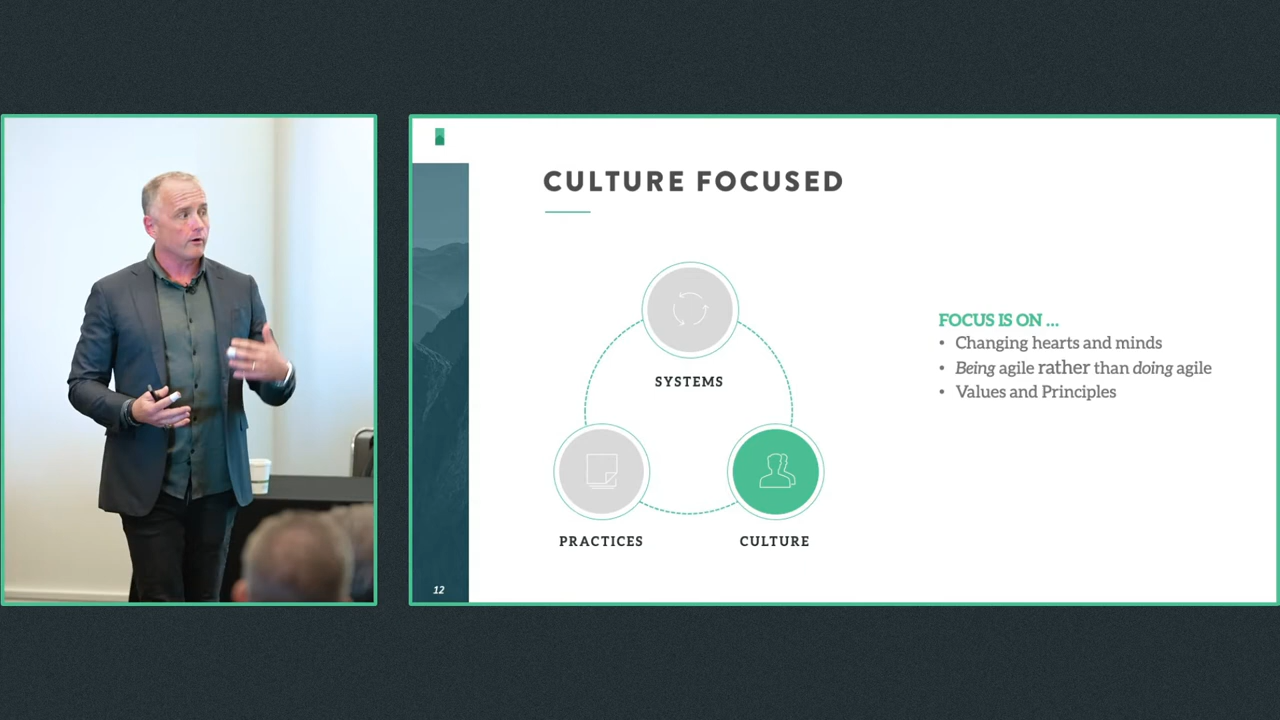 CULTURE FOCUSED
SYSTEMS
PRACTICES
CULTURE
FOCUS IS ON ...
• Changing hearts and minds
• Being agile rather than doing agile
• Values and Principles
12